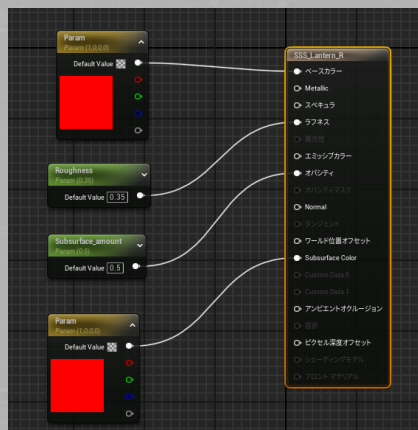 Param
Param (1,0,0,0)
Default Value
Roughness
Param (0.35)
Default Value 0.35
Subsurface_amount
Param (0.5)
Default Value 0.5
Param
Param (1,0,0,0)
Default Value
SSS_Lantern_R
ベースカラー
Metallic
スペキュラ
ラフネス
異方性
エミッシブカラー
オパシティ
オパシティマスク
Normal
タンジェント
ワールド位置オフセット
Subsurface Color
Custom Data 0
Custom Data 1
アンビエントオクルージョン
屈折
ピクセル深度オフセット
シェーディングモデル
フロント マテリアル